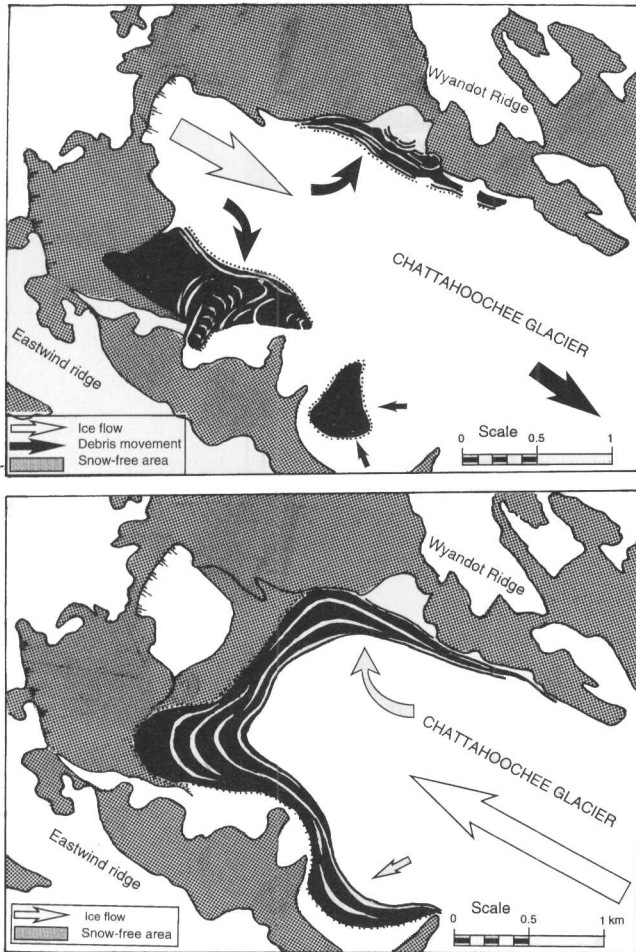 Wyandot Ridge
CHATTAHOOCHEE GLACIER
Eastwind ridge
Ice flow
Debris movement
Snow-free area
Scale
0 0.5 1
Wyandot Ridge
CHATTAHOOCHEE GLACIER
Eastwind ridge
Ice flow
Snow-free area
Scale
0 0.5 1 km